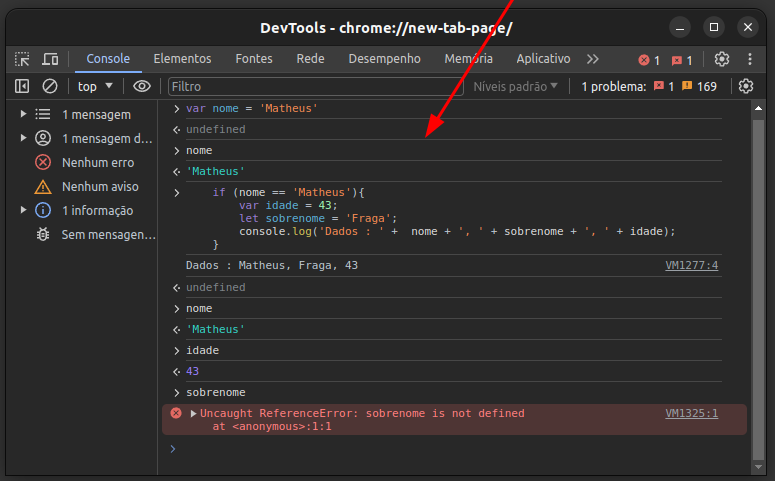 DevTools - chrome://new-tab-page/
Console Elementos Fontes Rede Desempenho Memória Aplicativo 1 1
top Filtro Níveis padrão 1 problema: 1 169
1 mensagem
1 mensagem d...
Nenhum erro
Nenhum aviso
1 informação
Sem mensagen...
var nome = 'Matheus'
undefined
nome
'Matheus'
if (nome == 'Matheus'){
var idade = 43;
let sobrenome = 'Fraga';
console.log('Dados : ' +  nome + ', ' + sobrenome + ', ' + idade);
}
Dados : Matheus, Fraga, 43 VM1277:4
undefined
nome
'Matheus'
idade
43
sobrenome
Uncaught ReferenceError: sobrenome is not defined VM1325:1
at <anonymous>:1:1